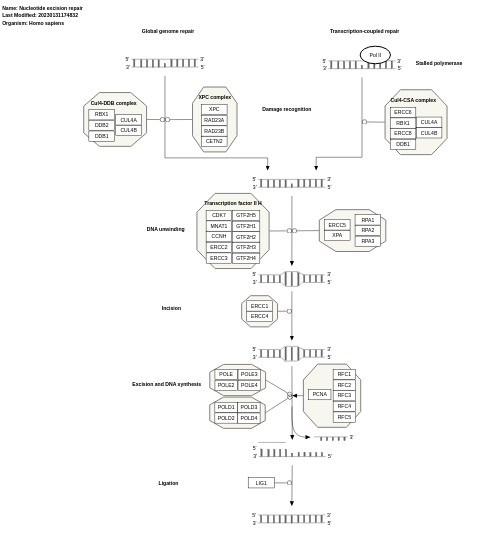 Name: Nucleotide excision repair
Last Modified: 20230131174832
Organism: Homo sapiens
Global genome repair
Transcription-coupled repair
Pol II
Stalled polymerase
5' 3'
3' 5'
5' 3'
3' 5'
Cul4-DDB complex
RBX1
DDB2
DDB1
CUL4A
CUL4B
XPC complex
XPC
RAD23A
RAD23B
CETN2
Damage recognition
Cul4-CSA complex
ERCC8
RBX1
ERCC8
DDB1
CUL4A
CUL4B
5' 3'
3' 5'
Transcription factor II H
CDK7 GTF2H5
MNAT1 GTF2H1
CCNH GTF2H2
ERCC2 GTF2H3
ERCC3 GTF2H4
DNA unwinding
ERCC5
XPA
RPA1
RPA2
RPA3
5' 3'
3' 5'
Incision
ERCC1
ERCC4
5' 3'
3' 5'
Excision and DNA synthesis
POLE POLE3
POLE2 POLE4
POLD1 POLD3
POLD2 POLD4
PCNA
RFC1
RFC2
RFC3
RFC4
RFC5
3'
5'
3' 5'
Ligation
LIG1
5' 3'
3' 5'